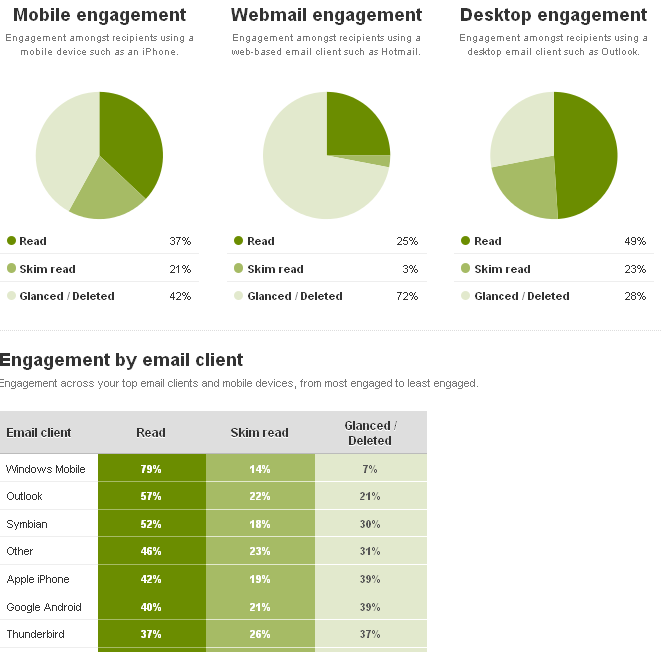 Mobile engagement
Engagement amongst recipients using a
mobile device such as an iPhone.
Read 37%
Skim read 21%
Glanced / Deleted 42%
Webmail engagement
Engagement amongst recipients using a
web-based email client such as Hotmail.
Read 25%
Skim read 3%
Glanced / Deleted 72%
Desktop engagement
Engagement amongst recipients using a
desktop email client such as Outlook.
Read 49%
Skim read 23%
Glanced / Deleted 28%
Engagement by email client
Engagement across your top email clients and mobile devices, from most engaged to least engaged.
Email client Read Skim read Glanced / Deleted
Windows Mobile 79% 14% 7%
Outlook 57% 22% 21%
Symbian 52% 18% 30%
Other 46% 23% 31%
Apple iPhone 42% 19% 39%
Google Android 40% 21% 39%
Thunderbird 37% 26% 37%